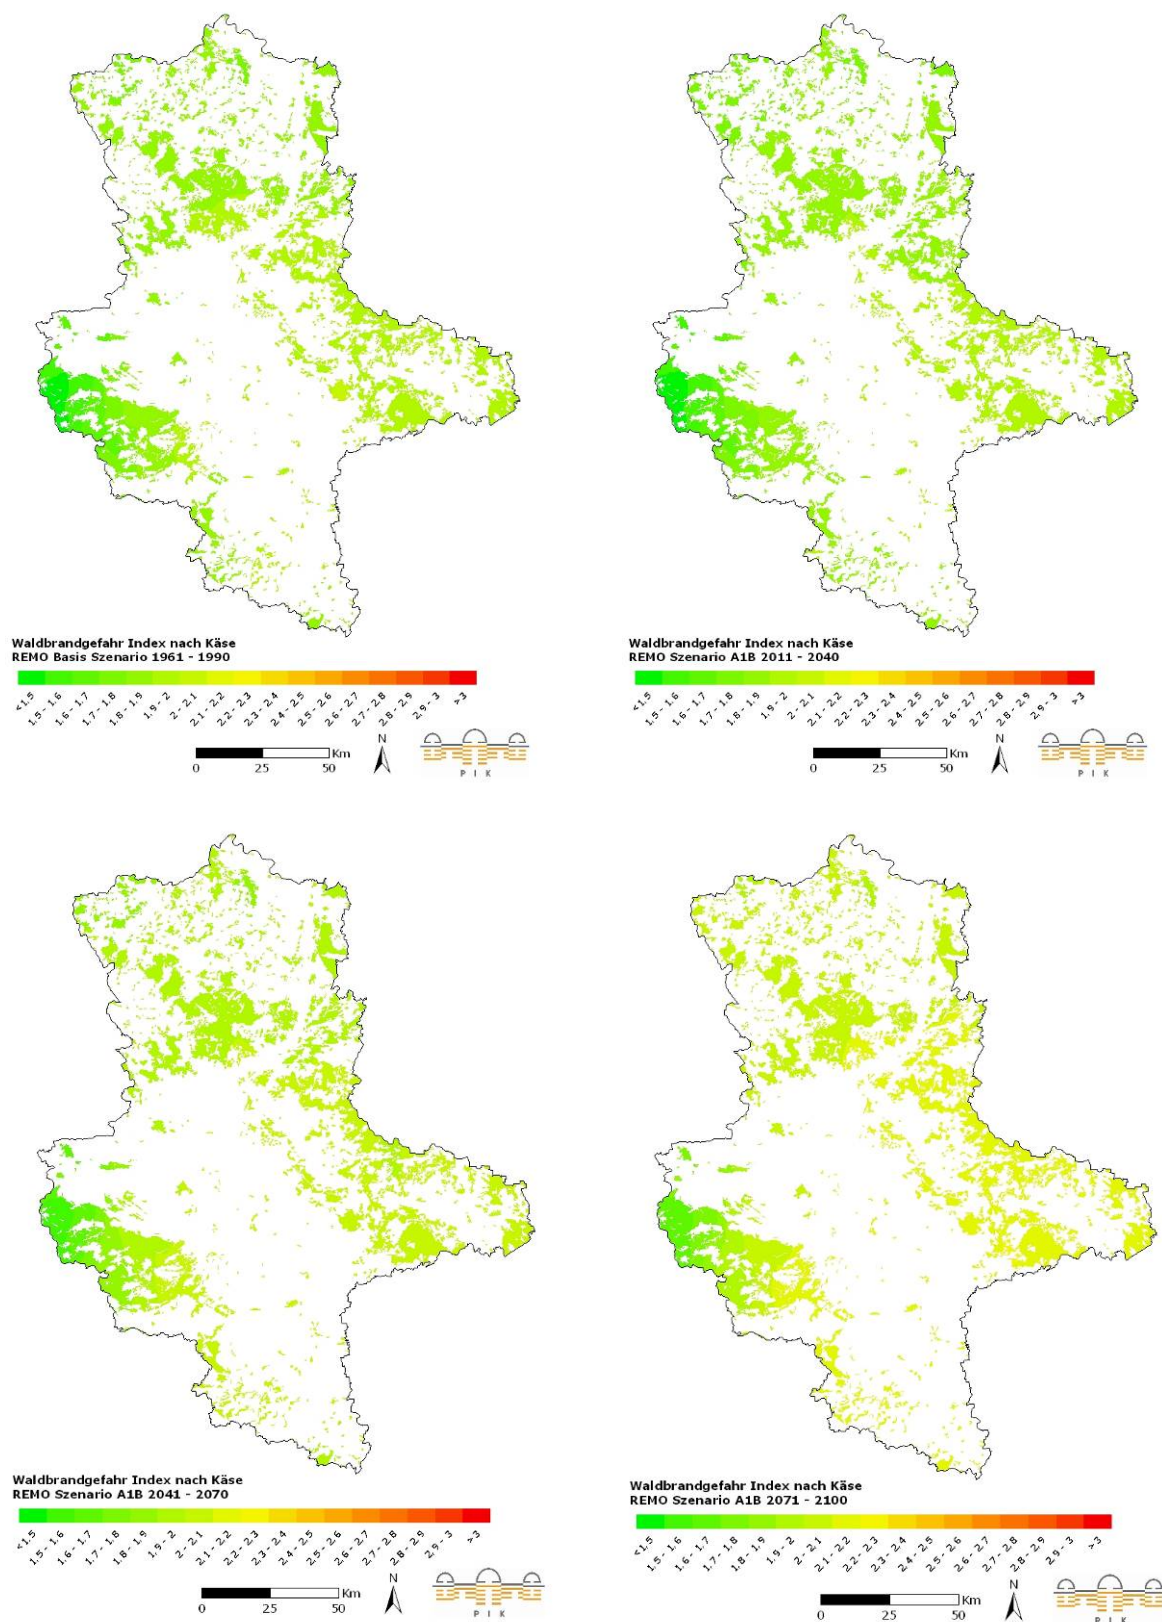 Waldbrandgefahr Index nach Käse
REMO Basis Szenario 1961 - 1990
<1.5 1.5 - 1.6 1.6 - 1.7 1.7 - 1.8 1.8 - 1.9 1.9 - 2 2 - 2.1 2.1 - 2.2 2.2 - 2.3 2.3 - 2.4 2.4 - 2.5 2.5 - 2.6 2.6 - 2.7 2.7 - 2.8 2.8 - 2.9 2.9 - 3 >3
Km N
0 25 50
P I K
Waldbrandgefahr Index nach Käse
REMO Szenario A1B 2011 - 2040
<1.5 1.5 - 1.6 1.6 - 1.7 1.7 - 1.8 1.8 - 1.9 1.9 - 2 2 - 2.1 2.1 - 2.2 2.2 - 2.3 2.3 - 2.4 2.4 - 2.5 2.5 - 2.6 2.6 - 2.7 2.7 - 2.8 2.8 - 2.9 2.9 - 3 >3
Km N
0 25 50
P I K
Waldbrandgefahr Index nach Käse
REMO Szenario A1B 2041 - 2070
<1.5 1.5 - 1.6 1.6 - 1.7 1.7 - 1.8 1.8 - 1.9 1.9 - 2 2 - 2.1 2.1 - 2.2 2.2 - 2.3 2.3 - 2.4 2.4 - 2.5 2.5 - 2.6 2.6 - 2.7 2.7 - 2.8 2.8 - 2.9 2.9 - 3 >3
Km N
0 25 50
P I K
Waldbrandgefahr Index nach Käse
REMO Szenario A1B 2071 - 2100
<1.5 1.5 - 1.6 1.6 - 1.7 1.7 - 1.8 1.8 - 1.9 1.9 - 2 2 - 2.1 2.1 - 2.2 2.2 - 2.3 2.3 - 2.4 2.4 - 2.5 2.5 - 2.6 2.6 - 2.7 2.7 - 2.8 2.8 - 2.9 2.9 - 3 >3
Km N
0 25 50
P I K